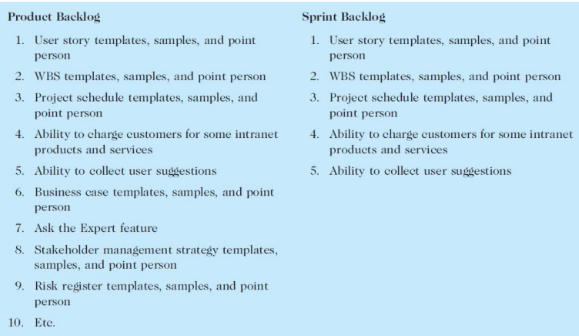 Product Backlog
1. User story templates, samples, and point
person
2. WBS templates, samples, and point person
3. Project schedule templates, samples, and
point person
4. Ability to charge customers for some intranet
products and services
5. Ability to collect user suggestions
6. Business case templates, samples, and point
person
7. Ask the Expert feature
8. Stakeholder management strategy templates,
samples, and point person
9. Risk register templates, samples, and point
person
10. Etc.
Sprint Backlog
1. User story templates, samples, and point
person
2. WBS templates, samples, and point person
3. Project schedule templates, samples, and
point person
4. Ability to charge customers for some intranet
products and services
5. Ability to collect user suggestions